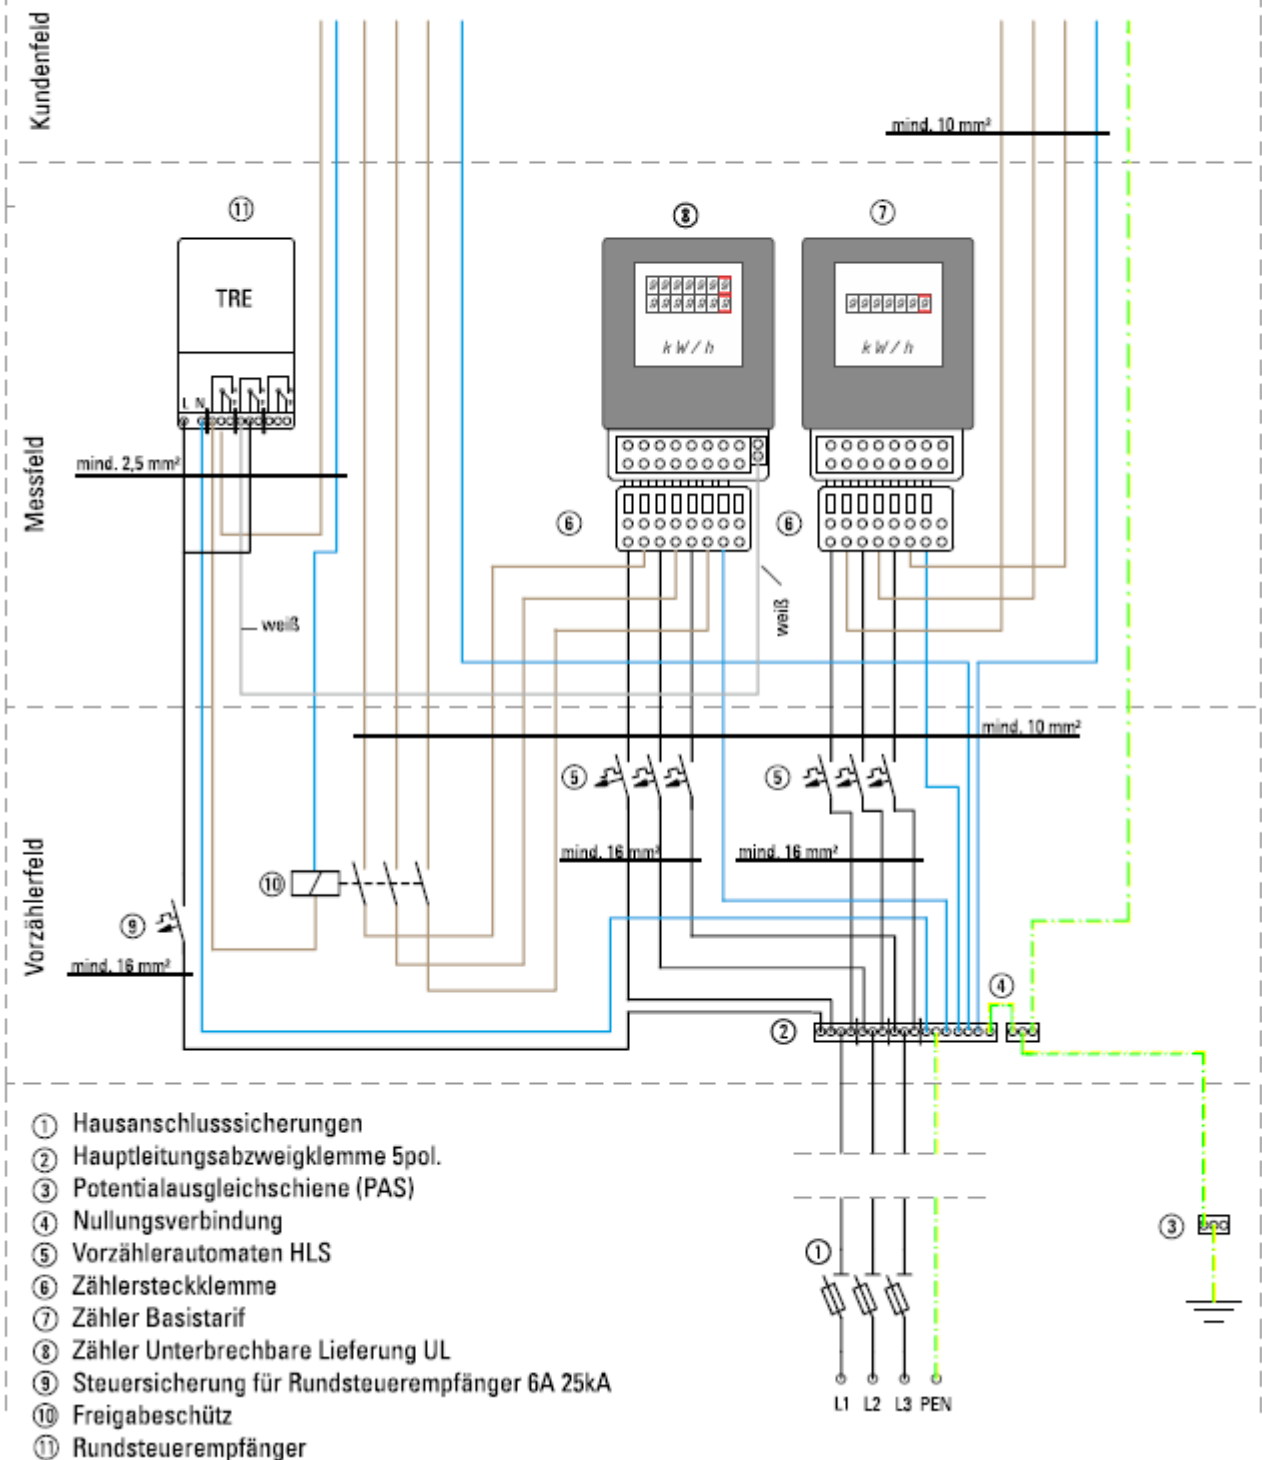 Kundenfeld
mind. 10 mm²
⑪
⑧
⑦
TRE
kW/h
kW/h
L N
Messfeld
mind. 2,5 mm²
⑥
⑥
weiß
weiß
mind. 10 mm²
⑤
⑤
Vorzählerfeld
mind. 16 mm²
mind. 16 mm²
⑩
⑨
mind. 16 mm²
④
②
① Hausanschlusssicherungen
② Hauptleitungsabzweigklemme 5pol.
③ Potentialausgleichschiene (PAS)
④ Nullungsverbindung
⑤ Vorzählerautomaten HLS
⑥ Zählersteckklemme
⑦ Zähler Basistarif
⑧ Zähler Unterbrechbare Lieferung UL
⑨ Steuersicherung für Rundsteuerempfänger 6A 25kA
⑩ Freigabeschütz
⑪ Rundsteuerempfänger
③
①
L1 L2 L3 PEN